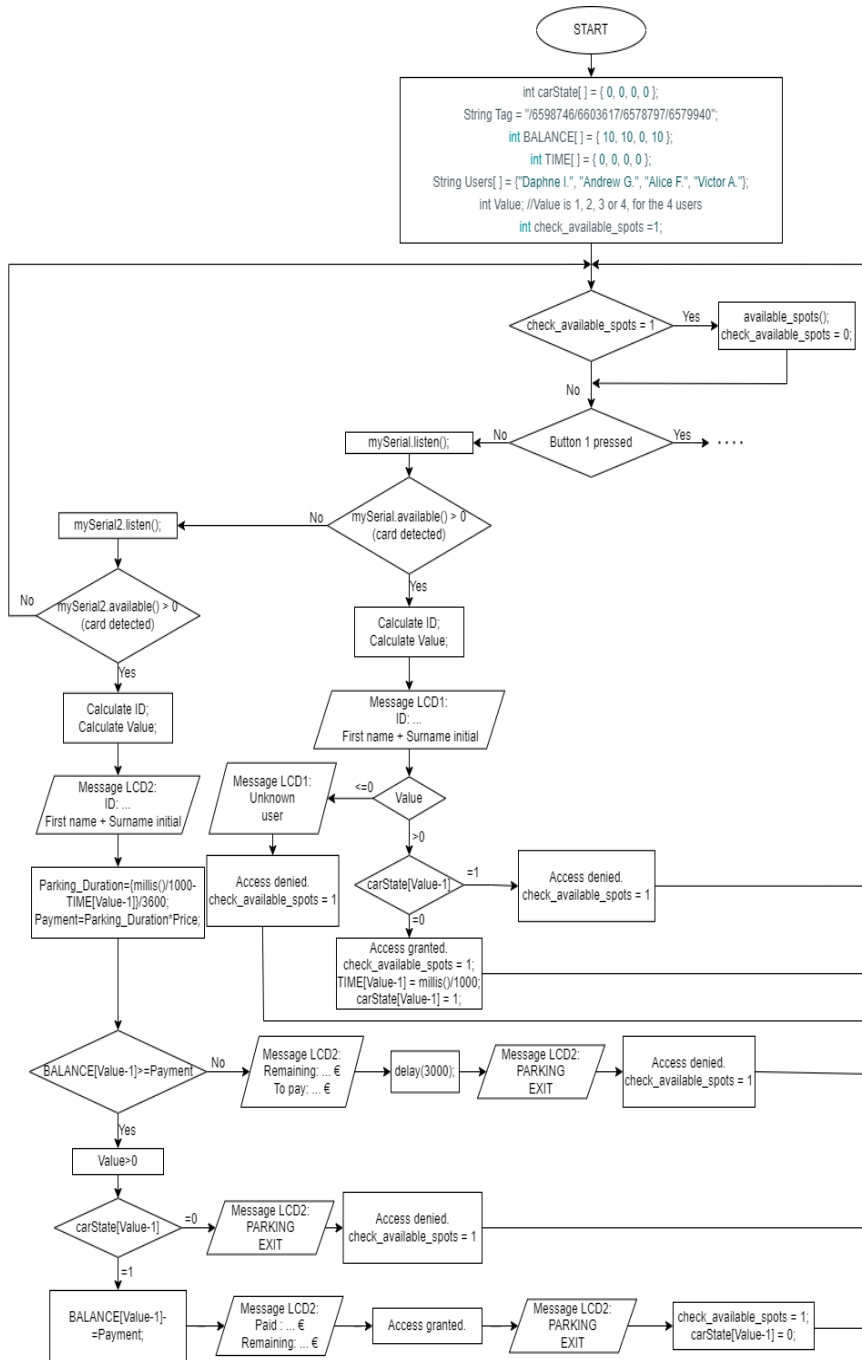 START
int carState[ ] = { 0, 0, 0, 0 };
String Tag = "/6598746/6603617/6578797/6579940";
int BALANCE[ ] = { 10, 10, 0, 10 };
int TIME[ ] = { 0, 0, 0, 0 };
String Users[ ] = {"Daphne I.", "Andrew G.", "Alice F.", "Victor A."};
int Value; //Value is 1, 2, 3 or 4, for the 4 users
int check_available_spots =1;
check_available_spots = 1
Yes
available_spots();
check_available_spots = 0;
No
Button 1 pressed
Yes
....
No
mySerial.listen();
mySerial.available() > 0
(card detected)
No
mySerial2.listen();
mySerial2.available() > 0
(card detected)
No
Yes
Calculate ID;
Calculate Value;
Message LCD2:
ID: ...
First name + Surname initial
Yes
Calculate ID;
Calculate Value;
Message LCD1:
ID: ...
First name + Surname initial
Value
<=0
Message LCD1:
Unknown
user
Access denied.
check_available_spots = 1
>0
carState[Value-1]
=1
Access denied.
check_available_spots = 1
=0
Access granted.
check_available_spots = 1;
TIME[Value-1] = millis()/1000;
carState[Value-1] = 1;
Parking_Duration={millis()/1000-
TIME[Value-1]}/3600;
Payment=Parking_Duration*Price;
BALANCE[Value-1]>=Payment
No
Message LCD2:
Remaining: ... €
To pay: ... €
delay(3000);
Message LCD2:
PARKING
EXIT
Access denied.
check_available_spots = 1
Yes
Value>0
carState[Value-1]
=0
Message LCD2:
PARKING
EXIT
Access denied.
check_available_spots = 1
=1
BALANCE[Value-1]-
=Payment;
Message LCD2:
Paid : ... €
Remaining: ... €
Access granted.
Message LCD2:
PARKING
EXIT
check_available_spots = 1;
carState[Value-1] = 0;